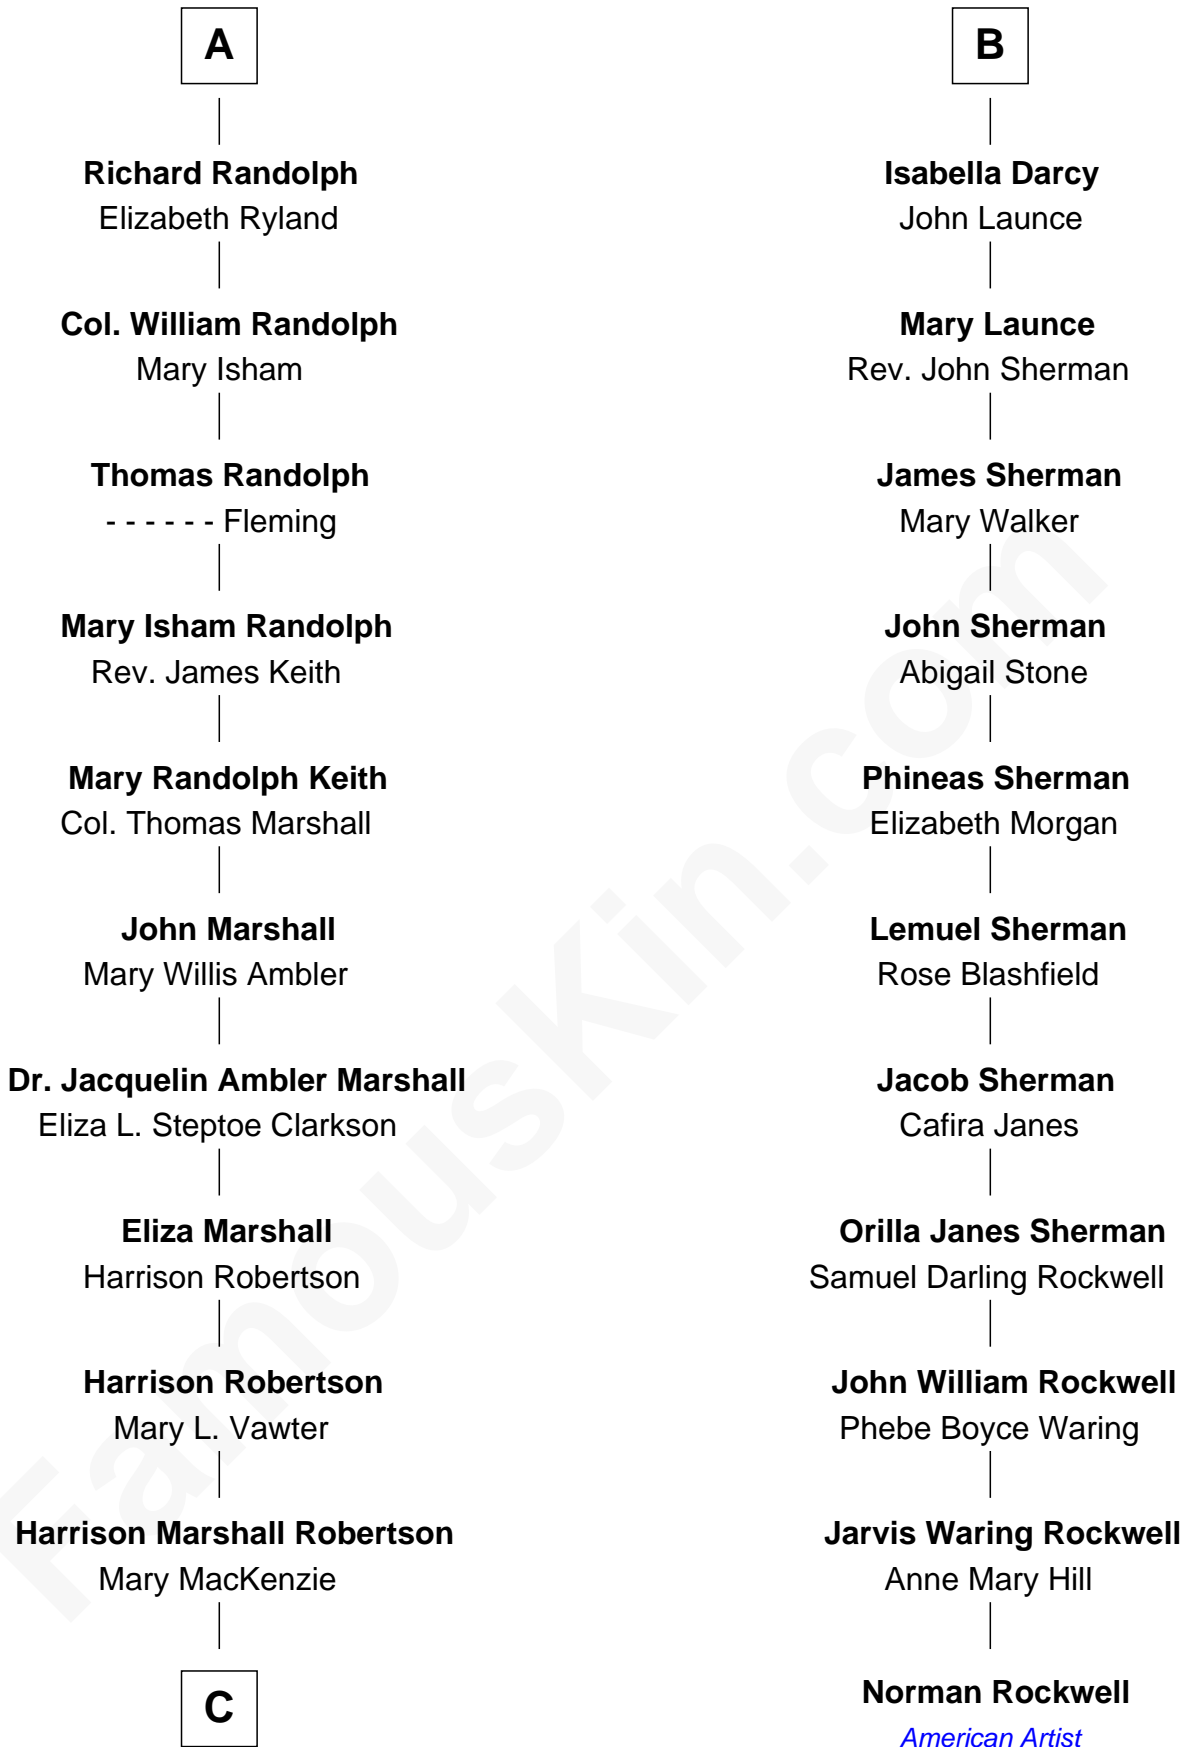 A
Richard Randolph
Elizabeth Ryland
Col. William Randolph
Mary Isham
Thomas Randolph
- - - - - - Fleming
Mary Isham Randolph
Rev. James Keith
Mary Randolph Keith
Col. Thomas Marshall
John Marshall
Mary Willis Ambler
Dr. Jacquelin Ambler Marshall
Eliza L. Steptoe Clarkson
Eliza Marshall
Harrison Robertson
Harrison Robertson
Mary L. Vawter
Harrison Marshall Robertson
Mary MacKenzie
C
B
Isabella Darcy
John Launce
Mary Launce
Rev. John Sherman
James Sherman
Mary Walker
John Sherman
Abigail Stone
Phineas Sherman
Elizabeth Morgan
Lemuel Sherman
Rose Blashfield
Jacob Sherman
Cafira Janes
Orilla Janes Sherman
Samuel Darling Rockwell
John William Rockwell
Phebe Boyce Waring
Jarvis Waring Rockwell
Anne Mary Hill
Norman Rockwell
American Artist
FamousKin.com